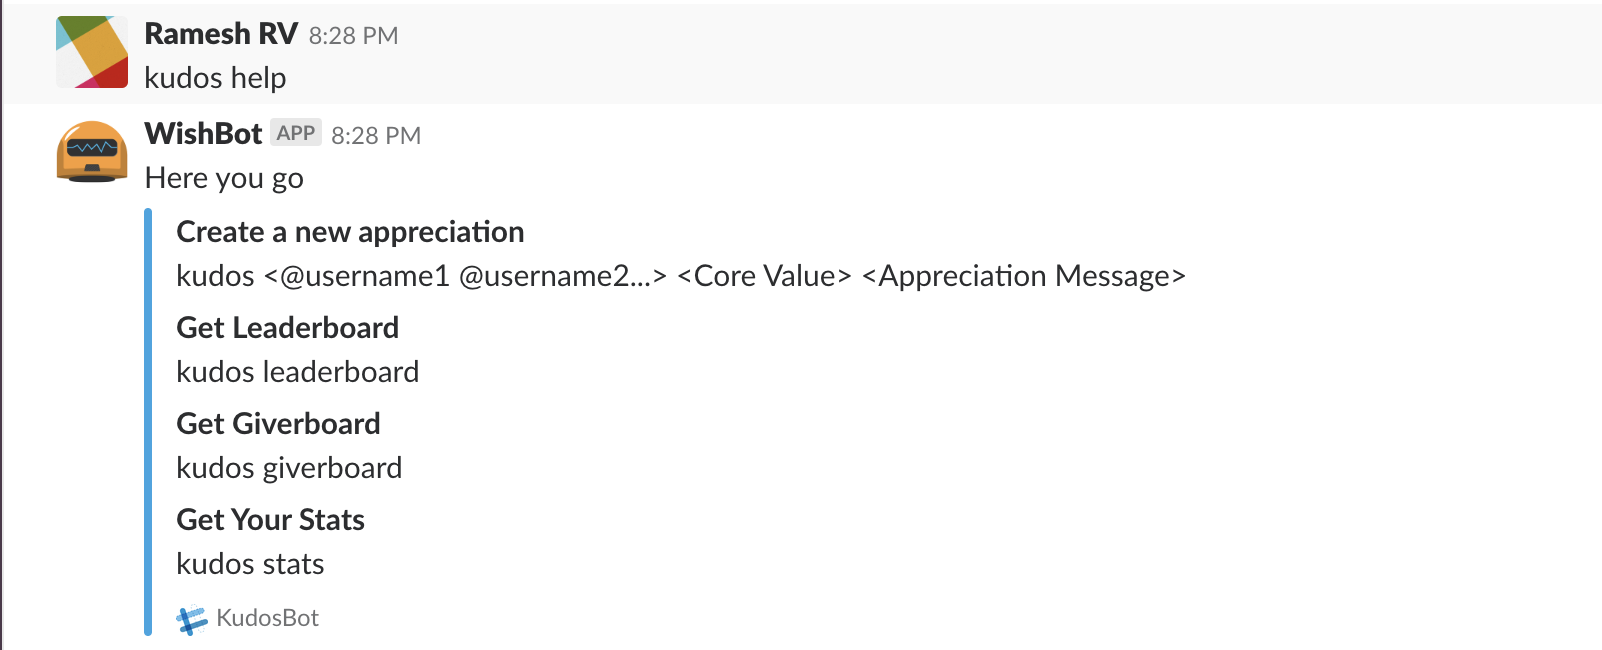 Ramesh RV 8:28 PM
kudos help
WishBot APP 8:28 PM
Here you go
Create a new appreciation
kudos <@username1 @username2...> <Core Value> <Appreciation Message>
Get Leaderboard
kudos leaderboard
Get Giverboard
kudos giverboard
Get Your Stats
kudos stats
KudosBot